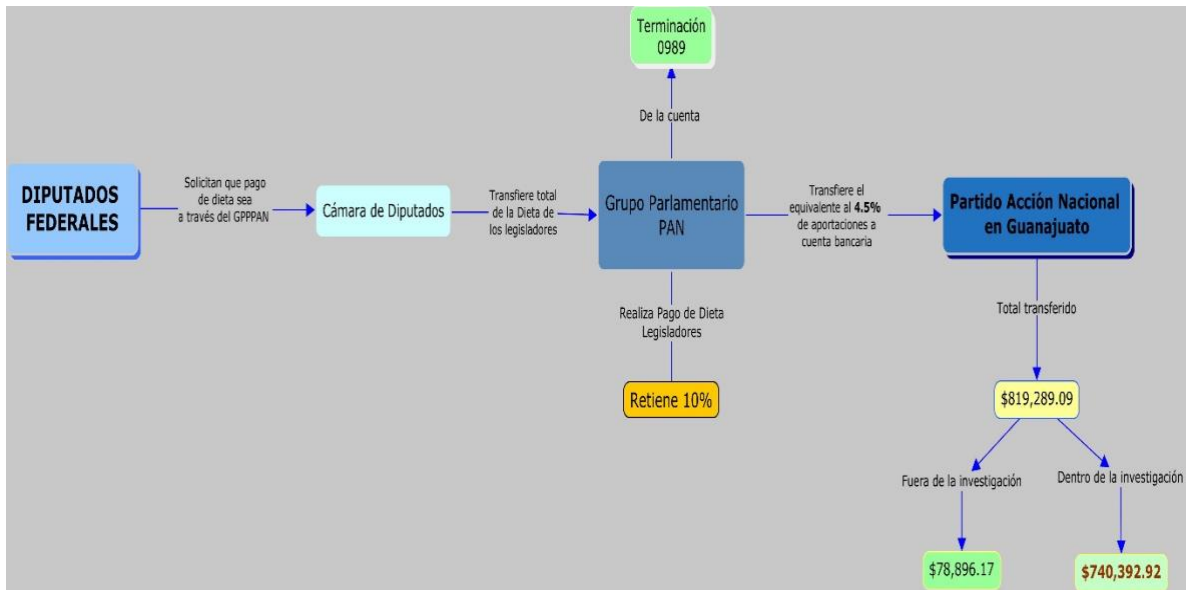 Terminación
0989
De la cuenta
DIPUTADOS
FEDERALES
Solicitan que pago
de dieta sea
a través del GPPPAN
Cámara de Diputados
Transfiere total
de la Dieta de
los legisladores
Grupo Parlamentario
PAN
Transfiere el
equivalente al 4.5%
de aportaciones a
cuenta bancaria
Partido Acción Nacional
en Guanajuato
Realiza Pago de Dieta
Legisladores
Retiene 10%
Total transferido
$819,289.09
Fuera de la investigación
Dentro de la investigación
$78,896.17
$740,392.92